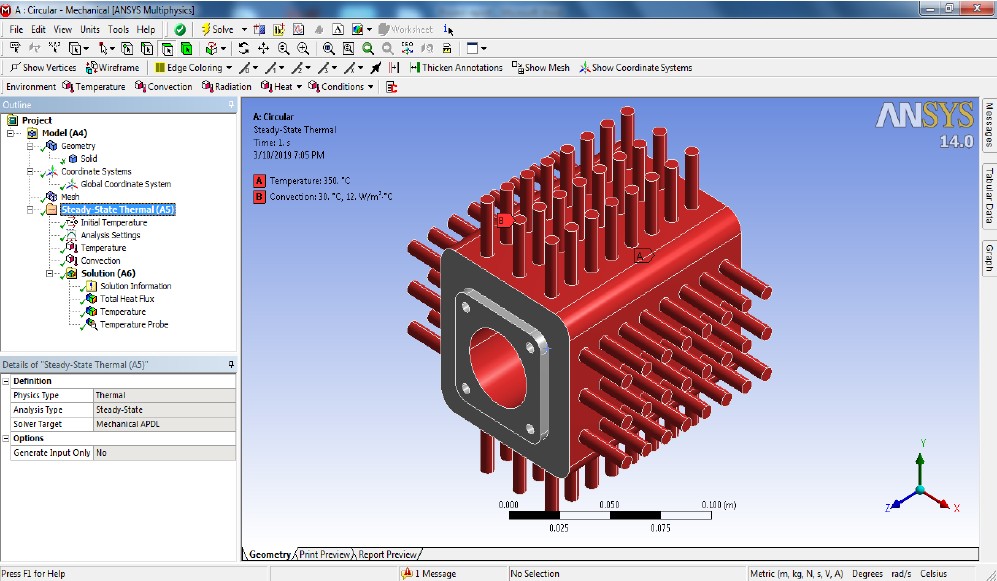 A : Circular - Mechanical [ANSYS Multiphysics]
File Edit View Units Tools Help Solve Worksheet
Show Vertices Wireframe Edge Coloring Thicken Annotations Show Mesh Show Coordinate Systems
Environment Temperature Convection Radiation Heat Conditions
Outline
Project
Model (A4)
Geometry
Solid
Coordinate Systems
Global Coordinate System
Mesh
Steady-State Thermal (A5)
Initial Temperature
Analysis Settings
Temperature
Convection
Solution (A6)
Solution Information
Total Heat Flux
Temperature
Temperature Probe
Details of "Steady-State Thermal (A5)"
Definition
Physics Type Thermal
Analysis Type Steady-State
Solver Target Mechanical APDL
Options
Generate Input Only No
A: Circular
Steady-State Thermal
Time: 1. s
3/10/2019 7:05 PM
A Temperature: 350. °C
B Convection: 30. °C, 12. W/m²·°C
ANSYS
14.0
B
A
0.000 0.050 0.100 (m)
0.025 0.075
Y
Z X
Geometry Print Preview Report Preview
Messages
Tabular Data
Graph
Press F1 for Help 1 Message No Selection Metric (m, kg, N, s, V, A) Degrees rad/s Celsius